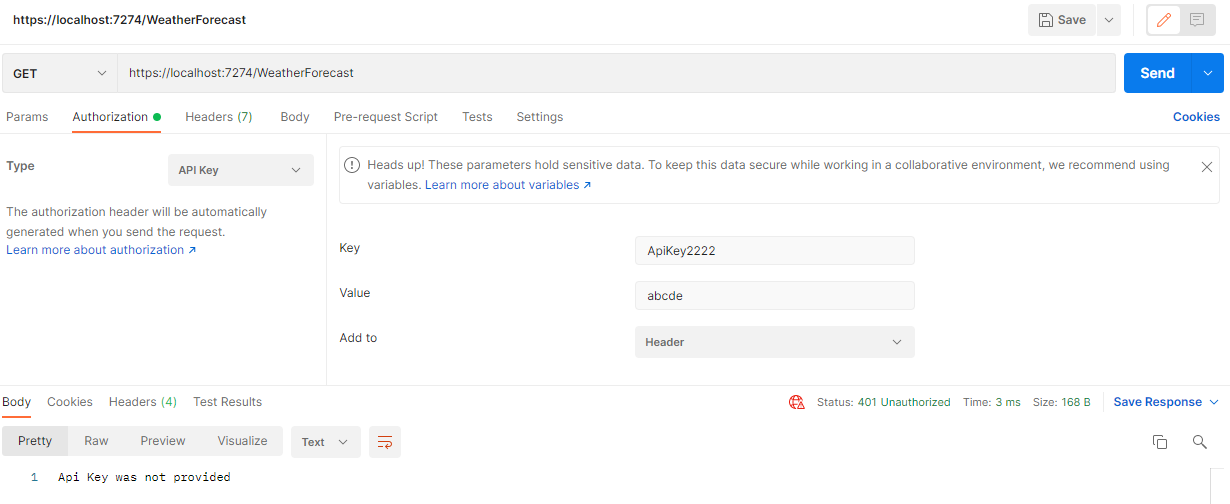 https://localhost:7274/WeatherForecast
Save
GET
https://localhost:7274/WeatherForecast
Send
Params
Authorization
Headers (7)
Body
Pre-request Script
Tests
Settings
Cookies
Type
API Key
The authorization header will be automatically
generated when you send the request.
Learn more about authorization ↗
Heads up! These parameters hold sensitive data. To keep this data secure while working in a collaborative environment, we recommend using
variables. Learn more about variables ↗
Key
ApiKey2222
Value
abcde
Add to
Header
Body
Cookies
Headers (4)
Test Results
Status: 401 Unauthorized
Time: 3 ms
Size: 168 B
Save Response
Pretty
Raw
Preview
Visualize
Text
1 Api Key was not provided